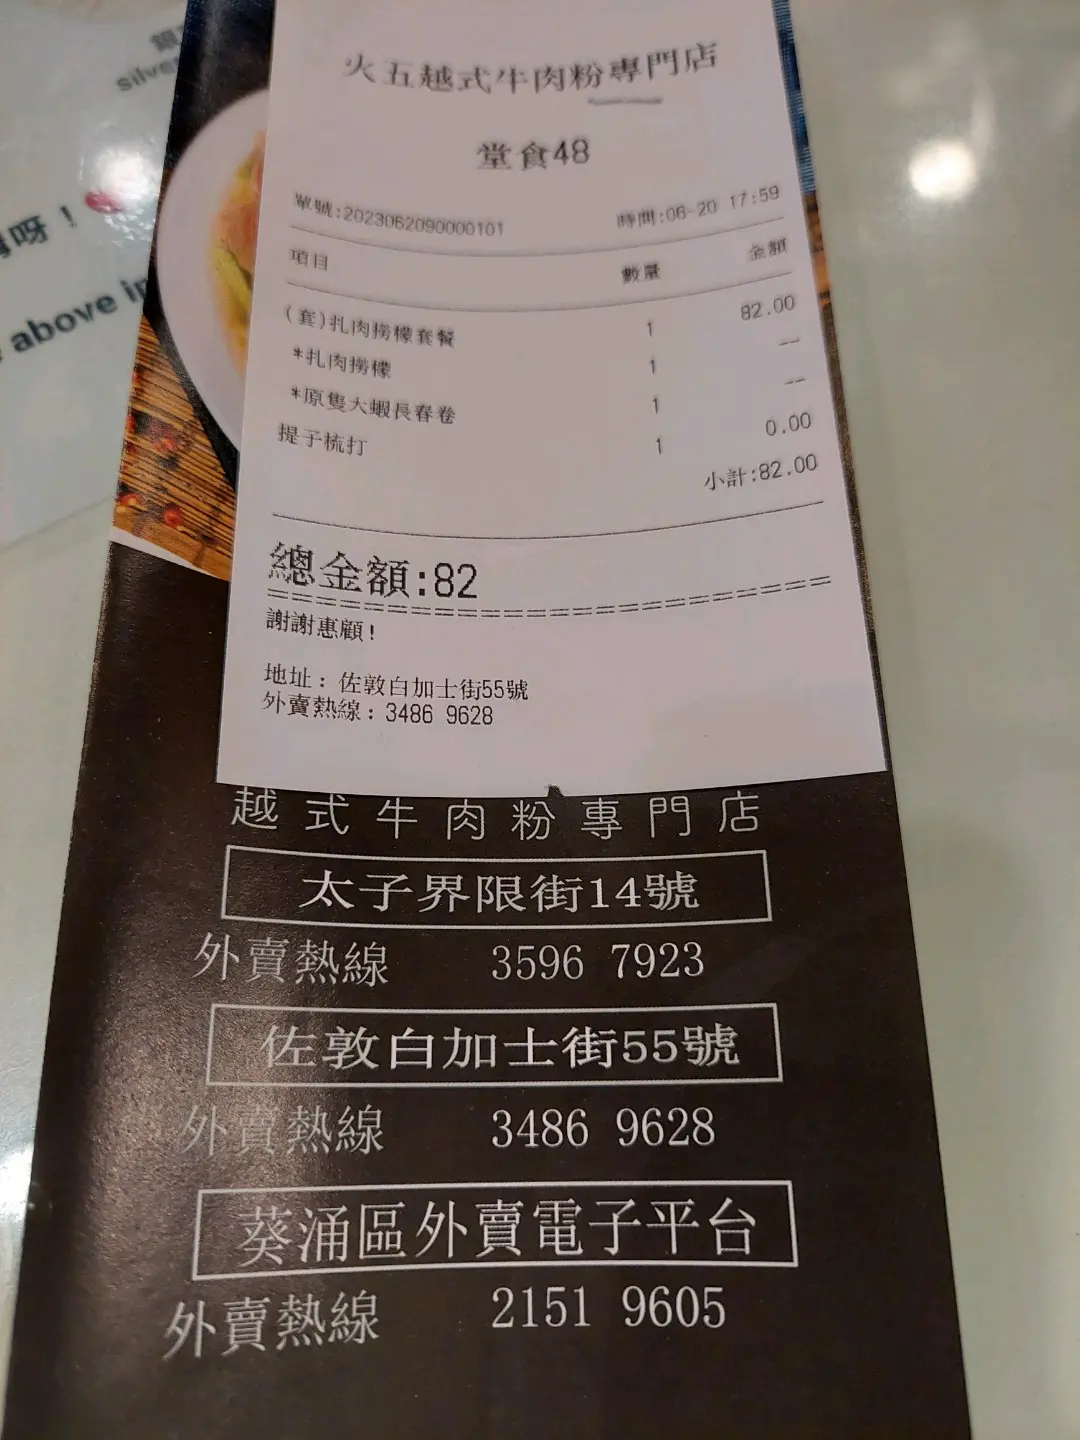 silve
呀！
above
火五越式牛肉粉專門店
堂食48
單號:2023062090000101
時間:06-20 17:59
項目 數量 金額
(套)扎肉撈檬套餐 1 82.00
*扎肉撈檬 1 --
*原隻大蝦長春卷 1 --
提子梳打 1 0.00
小計:82.00
總金額:82
================================
謝謝惠顧!
地址: 佐敦白加士街55號
外賣熱線: 3486 9628
越式牛肉粉專門店
太子界限街14號
外賣熱線 3596 7923
佐敦白加士街55號
外賣熱線 3486 9628
葵涌區外賣電子平台
外賣熱線 2151 9605